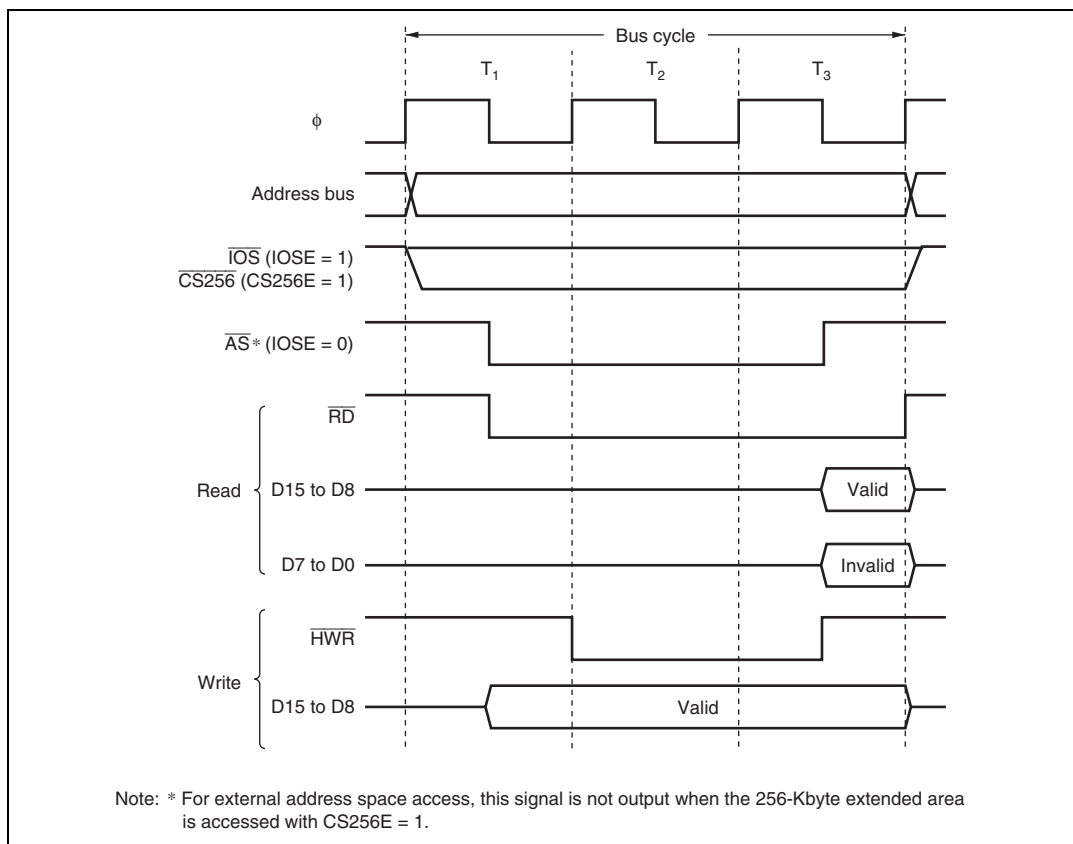 Bus cycle
T1 T2 T3
ϕ
Address bus
IOS (IOSE = 1)
CS256 (CS256E = 1)
AS* (IOSE = 0)
RD
Read
D15 to D8
Valid
D7 to D0
Invalid
HWR
Write
D15 to D8
Valid
Note: * For external address space access, this signal is not output when the 256-Kbyte extended area
is accessed with CS256E = 1.